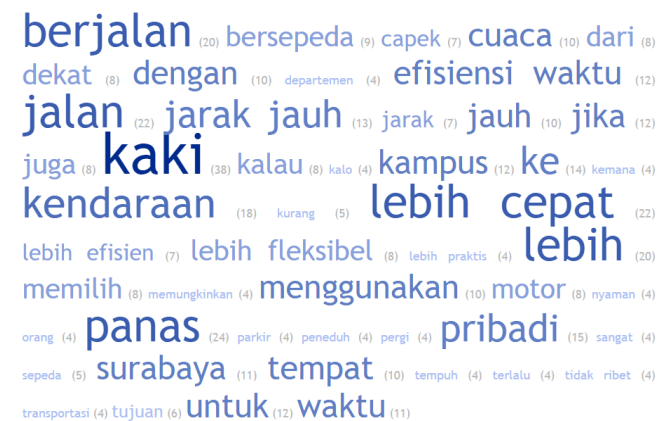 berjalan (20) bersepeda (9) capek (7) cuaca (10) dari (8)
dekat (8) dengan (10) departemen (4) efisiensi waktu (12)
jalan (22) jarak jauh (13) jarak (7) jauh (10) jika (12)
juga (8) kaki (38) kalau (8) kalo (4) kampus (12) ke (14) kemana (4)
kendaraan (18) kurang (5) lebih cepat (22)
lebih efisien (7) lebih fleksibel (8) lebih praktis (4) lebih (20)
memilih (8) memungkinkan (4) menggunakan (10) motor (8) nyaman (4)
orang (4) panas (24) parkir (4) peneduh (4) pergi (4) pribadi (15) sangat (4)
sepeda (5) surabaya (11) tempat (10) tempuh (4) terlalu (4) tidak ribet (4)
transportasi (4) tujuan (6) untuk (12) waktu (11)